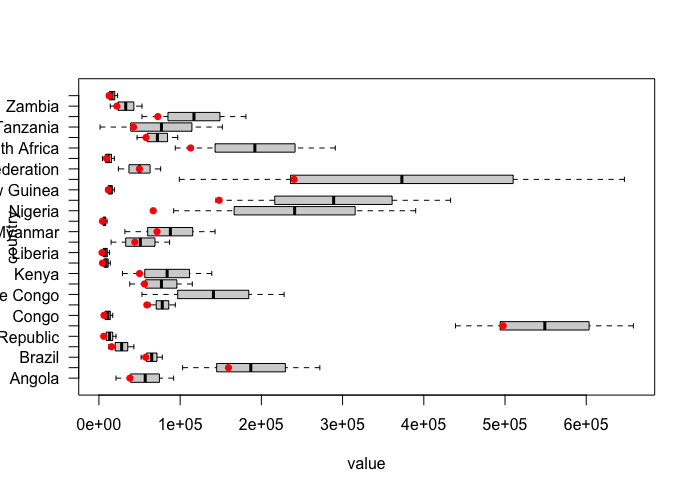 Zambia
Tanzania
th Africa
ederation
w Guinea
Nigeria
Myanmar
Liberia
Kenya
e Congo
Congo
Republic
Brazil
Angola
country
0e+00 1e+05 2e+05 3e+05 4e+05 5e+05 6e+05
value